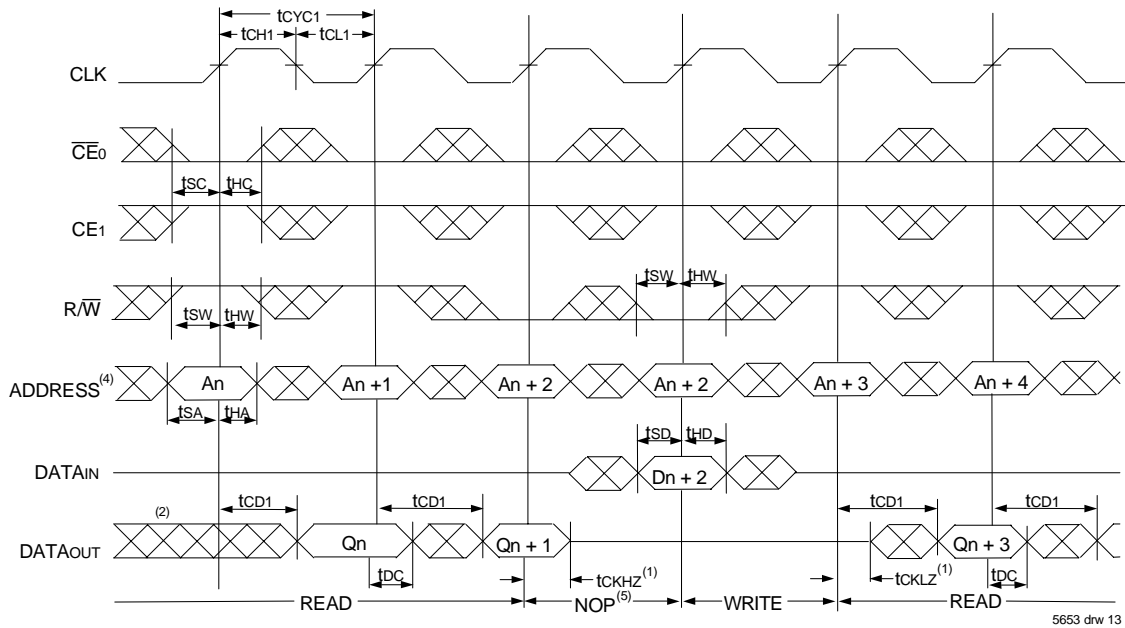 tCYC1
tCH1 tCL1
CLK
CE0
tSC tHC
CE1
tSW tHW
R/W
tSW tHW
ADDRESS(4) An An +1 An + 2 An + 2 An + 3 An + 4
tSA tHA
tSD tHD
DATAIN Dn + 2
tCD1 tCD1 tCD1 tCD1
(2)
DATAOUT Qn Qn + 1 Qn + 3
tDC tCKHZ(1) tCKLZ(1) tDC
READ NOP(5) WRITE READ
5653 drw 13